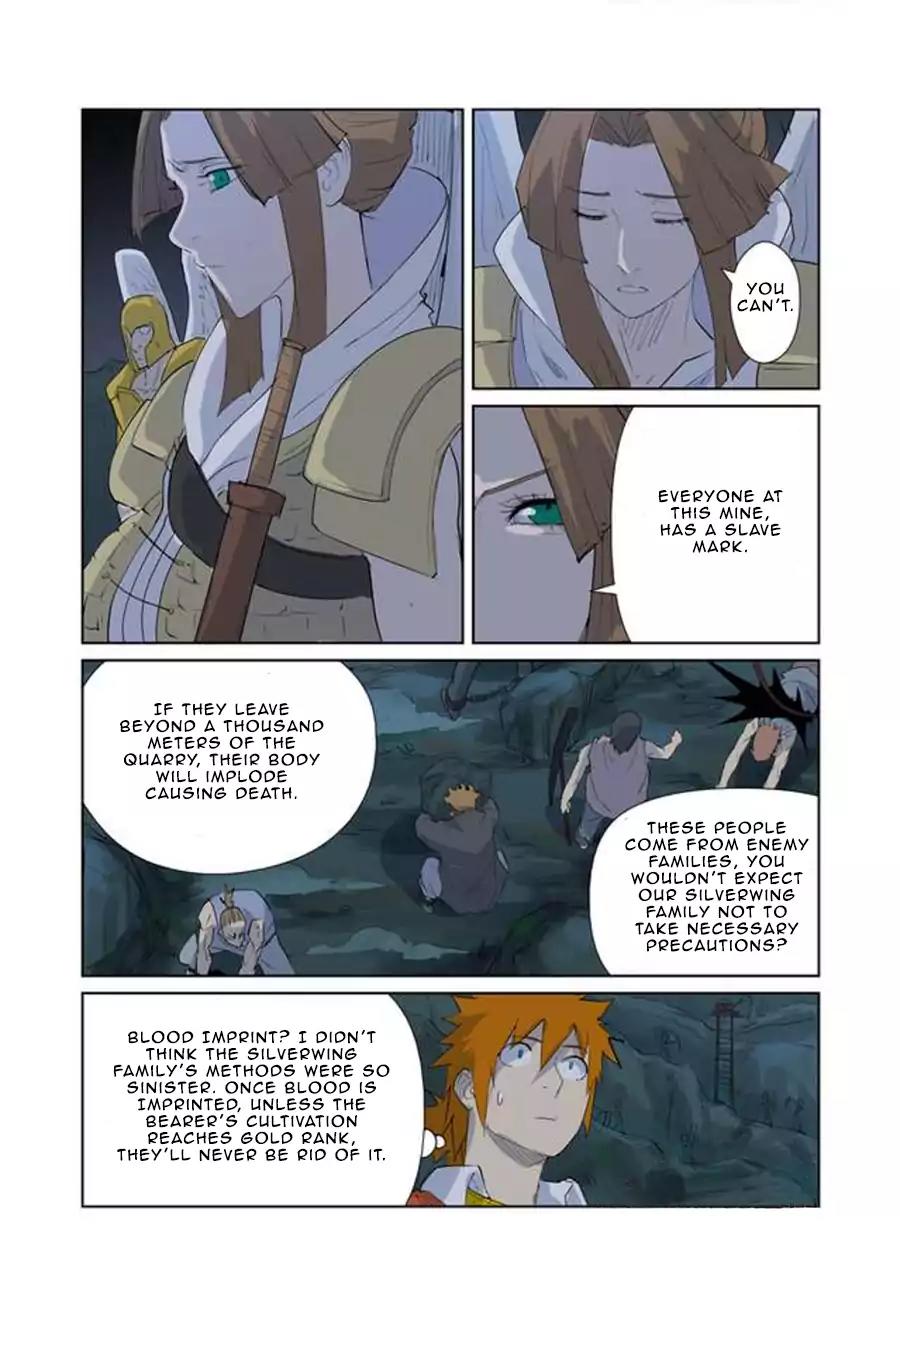 YOU
CAN'T.
EVERYONE AT
THIS MINE,
HAS A SLAVE
MARK.
IF THEY LEAVE
BEYOND A THOUSAND
METERS OF THE
QUARRY, THEIR BODY
WILL IMPLODE
CAUSING DEATH.
THESE PEOPLE
COME FROM ENEMY
FAMILIES, YOU
WOULDN'T EXPECT
OUR SILVERWING
FAMILY NOT TO
TAKE NECESSARY
PRECAUTIONS?
BLOOD IMPRINT? I DIDN'T
THINK THE SILVERWING
FAMILY'S METHODS WERE SO
SINISTER. ONCE BLOOD IS
IMPRINTED, UNLESS THE
BEARER'S CULTIVATION
REACHES GOLD RANK,
THEY'LL NEVER BE RID OF IT.